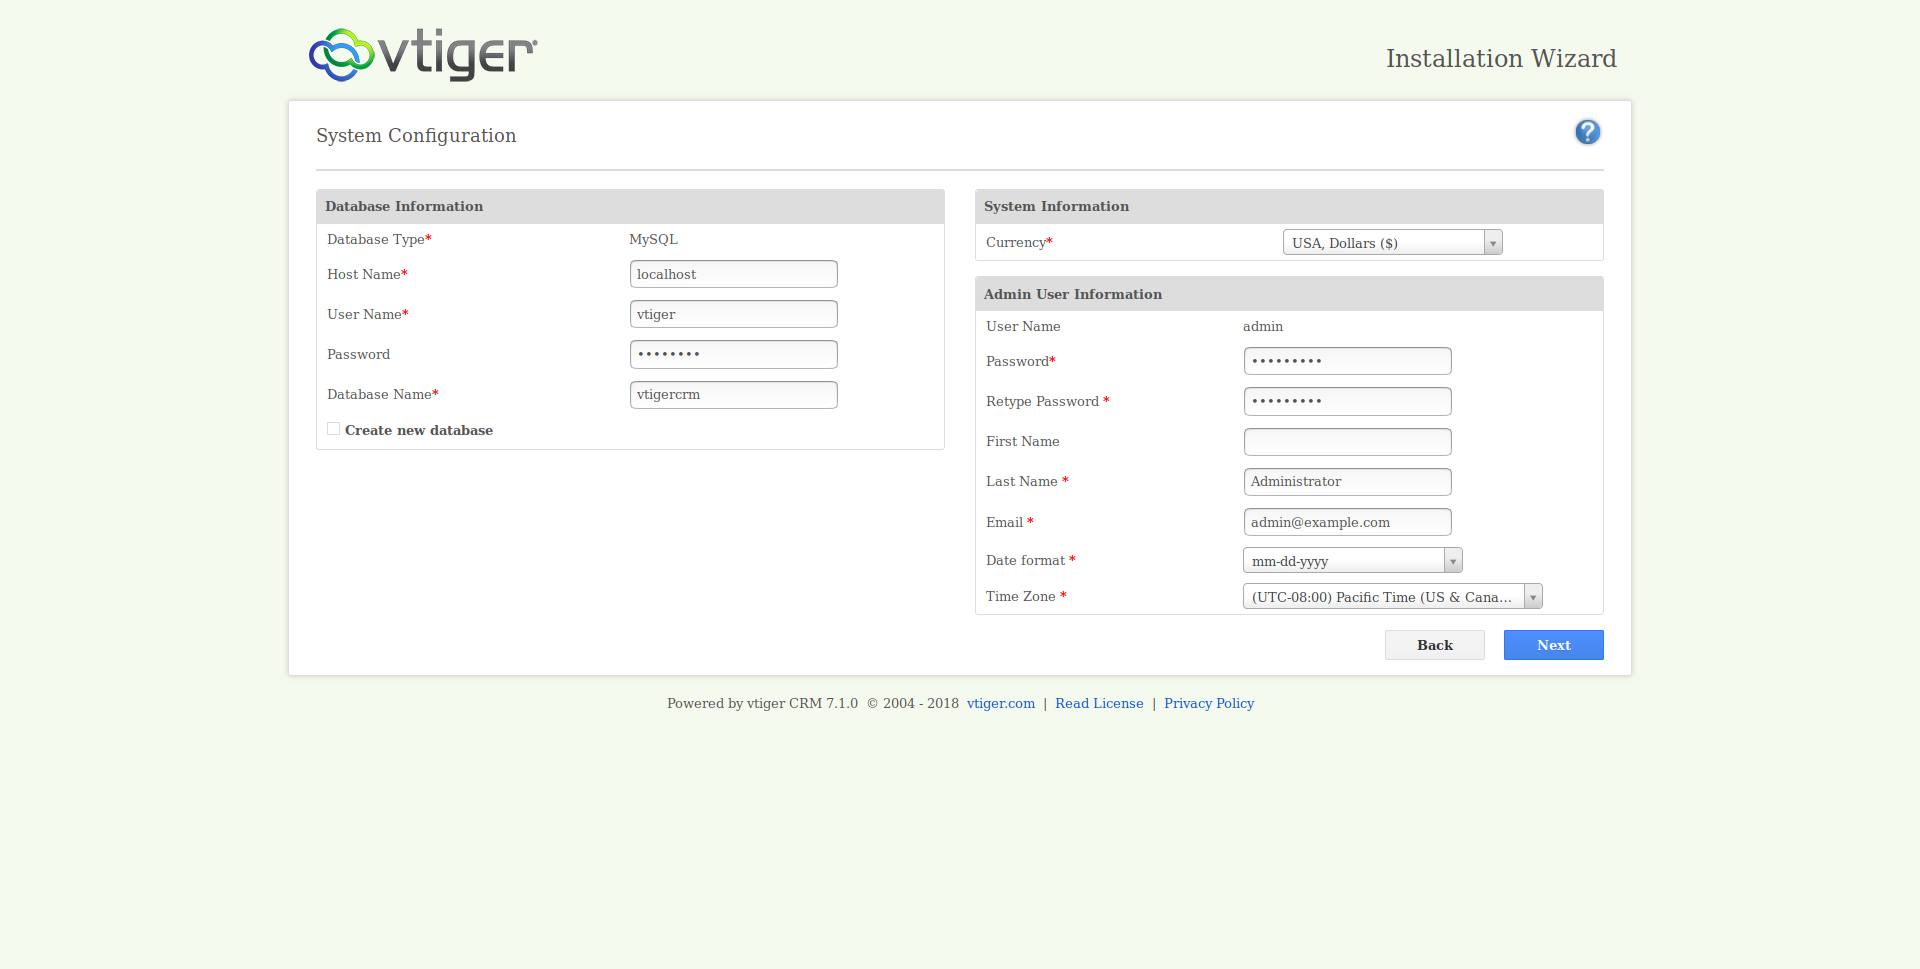 vtiger
Installation Wizard
System Configuration
?
Database Information
Database Type* MySQL
Host Name* localhost
User Name* vtiger
Password ••••••••
Database Name* vtigercrm
Create new database
System Information
Currency* USA, Dollars ($)
Admin User Information
User Name admin
Password* •••••••••
Retype Password * •••••••••
First Name
Last Name * Administrator
Email * admin@example.com
Date format * mm-dd-yyyy
Time Zone * (UTC-08:00) Pacific Time (US & Cana...
Back Next
Powered by vtiger CRM 7.1.0 © 2004 - 2018 vtiger.com | Read License | Privacy Policy